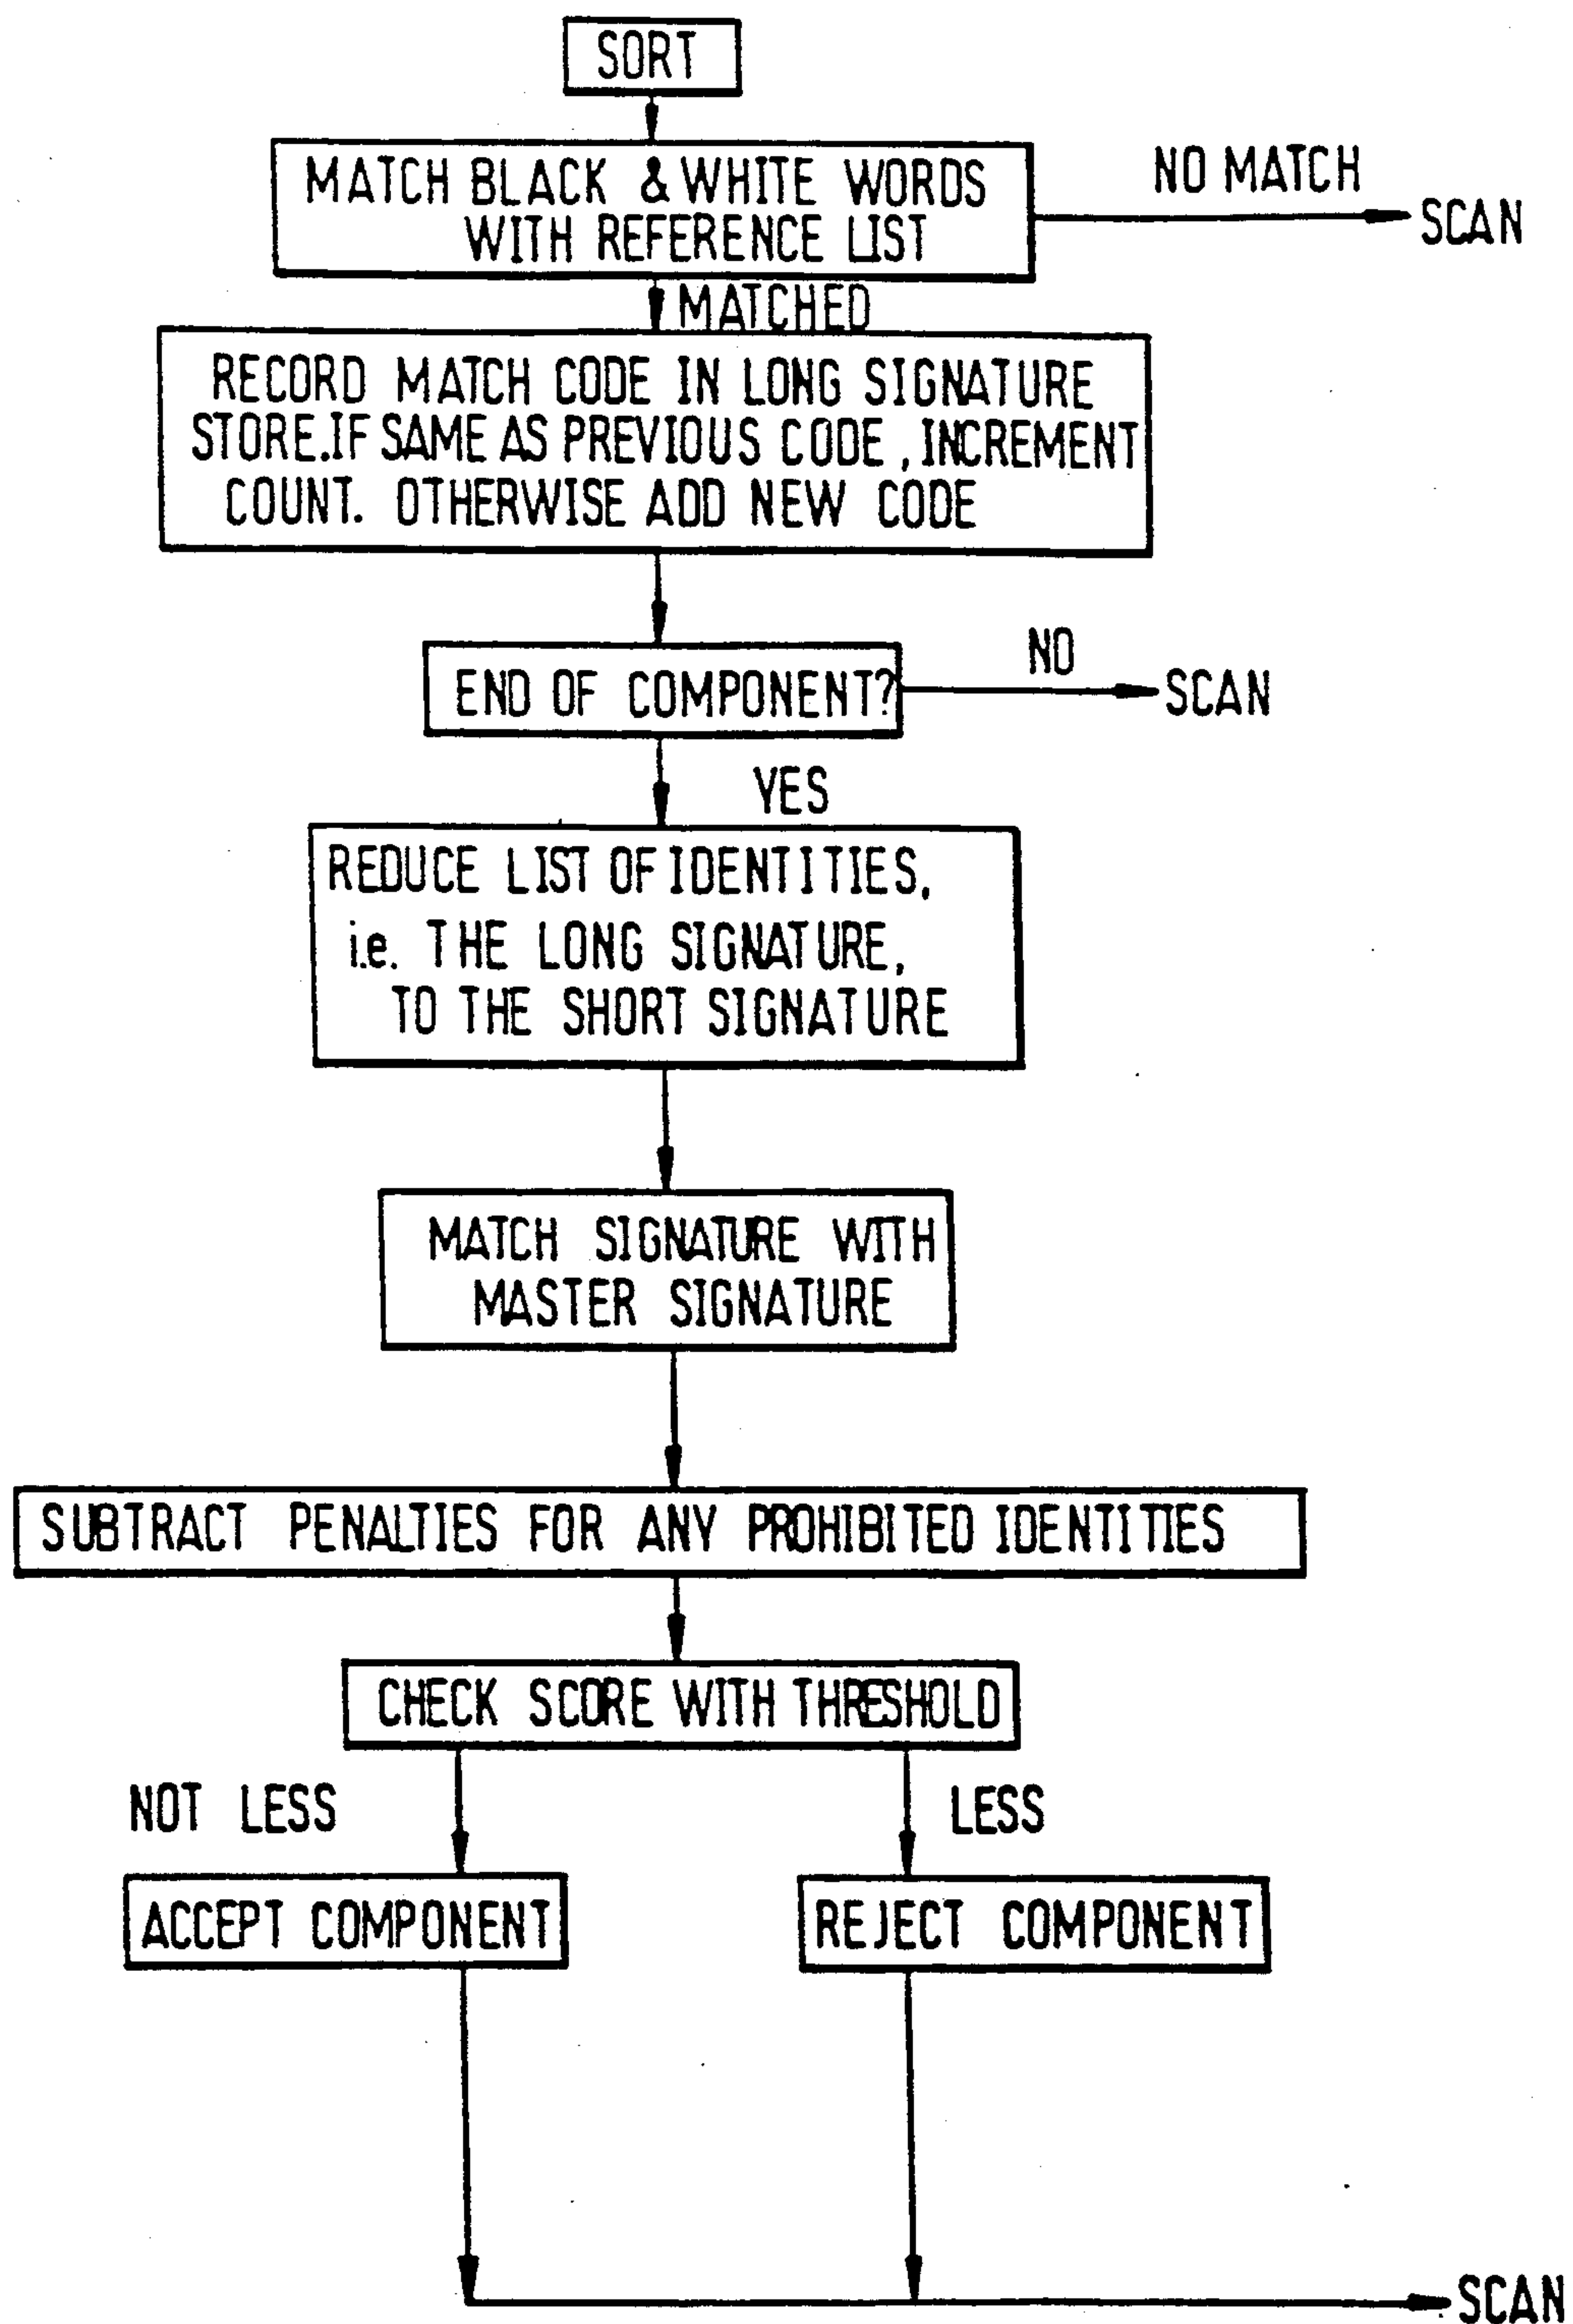 SORT
MATCH BLACK & WHITE WORDS
WITH REFERENCE LIST
NO MATCH
SCAN
MATCHED
RECORD MATCH CODE IN LONG SIGNATURE
STORE.IF SAME AS PREVIOUS CODE, INCREMENT
COUNT. OTHERWISE ADD NEW CODE
END OF COMPONENT?
NO
SCAN
YES
REDUCE LIST OF IDENTITIES,
i.e. THE LONG SIGNATURE,
TO THE SHORT SIGNATURE
MATCH SIGNATURE WITH
MASTER SIGNATURE
SUBTRACT PENALTIES FOR ANY PROHIBITED IDENTITIES
CHECK SCORE WITH THRESHOLD
NOT LESS
LESS
ACCEPT COMPONENT
REJECT COMPONENT
SCAN